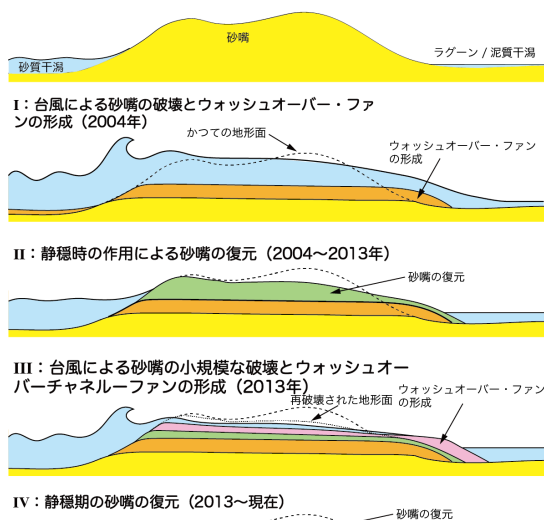 砂嘴
ラグーン / 泥質干潟
砂質干潟
I：台風による砂嘴の破壊とウォッシュオーバー・ファ
ンの形成（2004年）
かつての地形面
ウォッシュオーバー・ファン
の形成
II：静穏時の作用による砂嘴の復元（2004〜2013年）
砂嘴の復元
III：台風による砂嘴の小規模な破壊とウォッシュオー
バーチャネルーファンの形成（2013年）
再破壊された地形面
ウォッシュオーバー・ファン
の形成
IV：静穏期の砂嘴の復元（2013〜現在）
砂嘴の復元